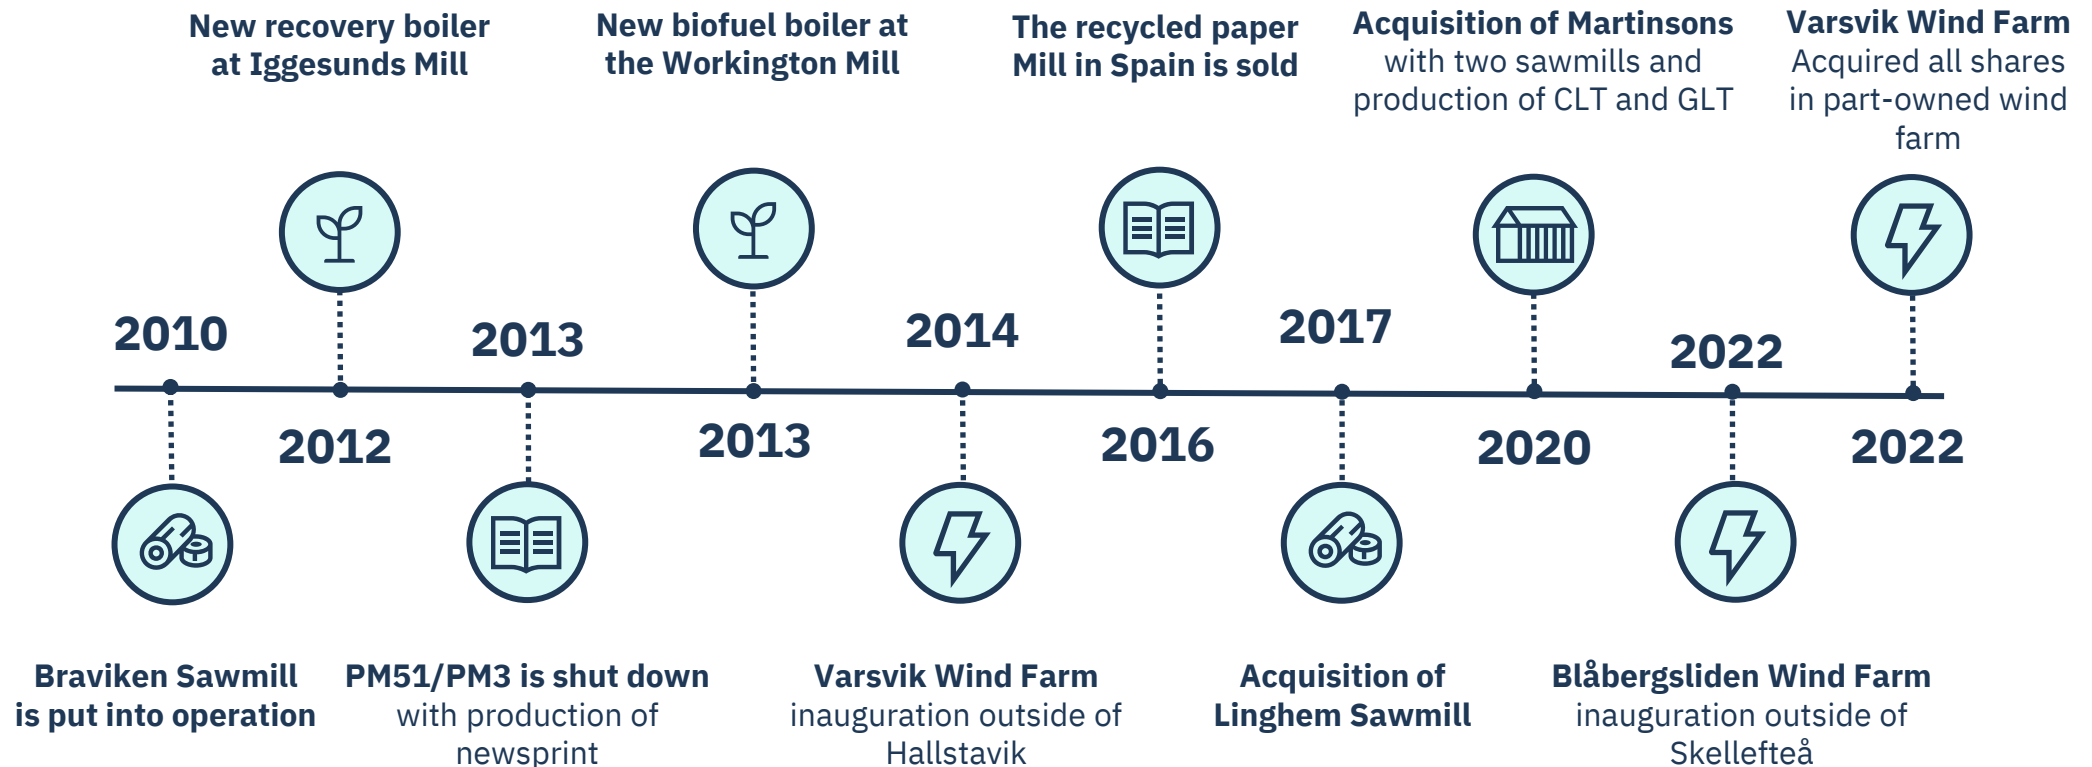 New recovery boiler
at Iggesunds Mill
New biofuel boiler at
the Workington Mill
The recycled paper
Mill in Spain is sold
Acquisition of Martinsons
with two sawmills and
production of CLT and GLT
Varsvik Wind Farm
Acquired all shares
in part-owned wind
farm
2010
2013
2014
2017
2022
2012
2013
2016
2020
2022
Braviken Sawmill
is put into operation
PM51/PM3 is shut down
with production of
newsprint
Varsvik Wind Farm
inauguration outside of
Hallstavik
Acquisition of
Linghem Sawmill
Blåbergsliden Wind Farm
inauguration outside of
Skellefteå